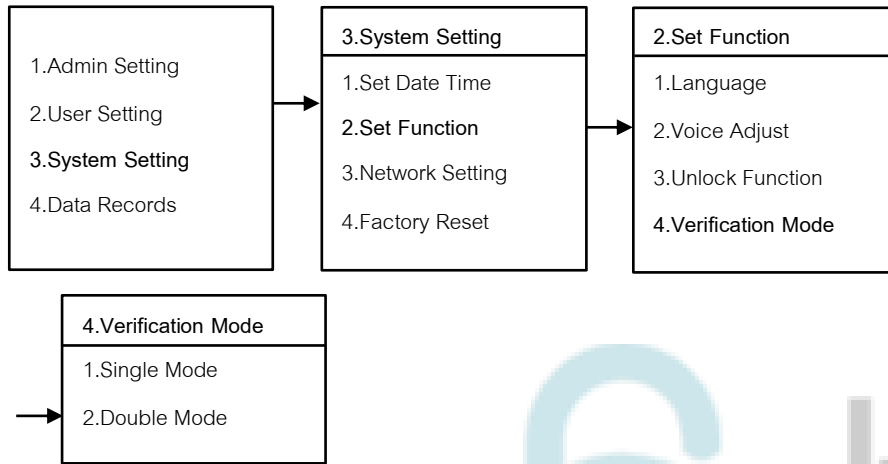 1.Admin Setting
2.User Setting
3.System Setting
4.Data Records
3.System Setting
1.Set Date Time
2.Set Function
3.Network Setting
4.Factory Reset
2.Set Function
1.Language
2.Voice Adjust
3.Unlock Function
4.Verification Mode
4.Verification Mode
1.Single Mode
2.Double Mode